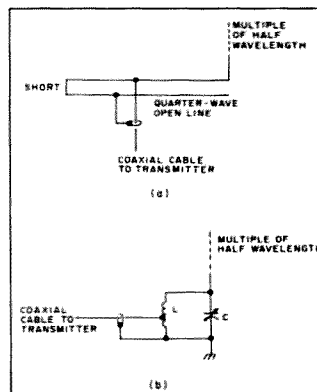 MULTIPLE
OF HALF
WAVELENGTH
SHORT
QUARTER-WAVE
OPEN LINE
COAXIAL CABLE
TO TRANSMITTER
(a)
MULTIPLE OF
HALF WAVELENGTH
COAXIAL
CABLE TO
TRANSMITTER
L
C
(b)